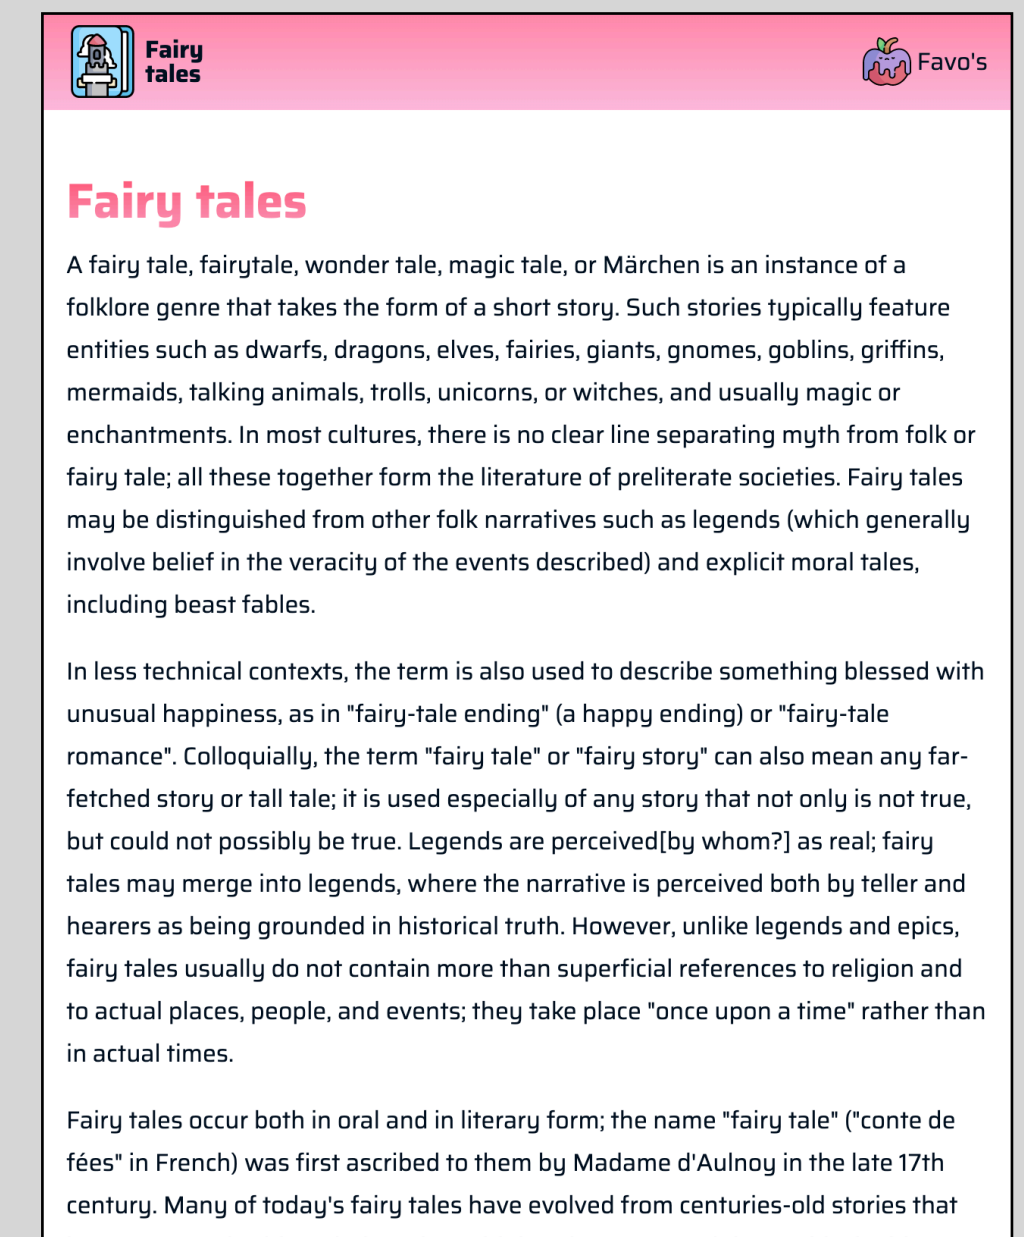 Fairy
tales
Favo's
Fairy tales
A fairy tale, fairytale, wonder tale, magic tale, or Märchen is an instance of a
folklore genre that takes the form of a short story. Such stories typically feature
entities such as dwarfs, dragons, elves, fairies, giants, gnomes, goblins, griffins,
mermaids, talking animals, trolls, unicorns, or witches, and usually magic or
enchantments. In most cultures, there is no clear line separating myth from folk or
fairy tale; all these together form the literature of preliterate societies. Fairy tales
may be distinguished from other folk narratives such as legends (which generally
involve belief in the veracity of the events described) and explicit moral tales,
including beast fables.
In less technical contexts, the term is also used to describe something blessed with
unusual happiness, as in "fairy-tale ending" (a happy ending) or "fairy-tale
romance". Colloquially, the term "fairy tale" or "fairy story" can also mean any far-
fetched story or tall tale; it is used especially of any story that not only is not true,
but could not possibly be true. Legends are perceived[by whom?] as real; fairy
tales may merge into legends, where the narrative is perceived both by teller and
hearers as being grounded in historical truth. However, unlike legends and epics,
fairy tales usually do not contain more than superficial references to religion and
to actual places, people, and events; they take place "once upon a time" rather than
in actual times.
Fairy tales occur both in oral and in literary form; the name "fairy tale" ("conte de
fées" in French) was first ascribed to them by Madame d'Aulnoy in the late 17th
century. Many of today's fairy tales have evolved from centuries-old stories that